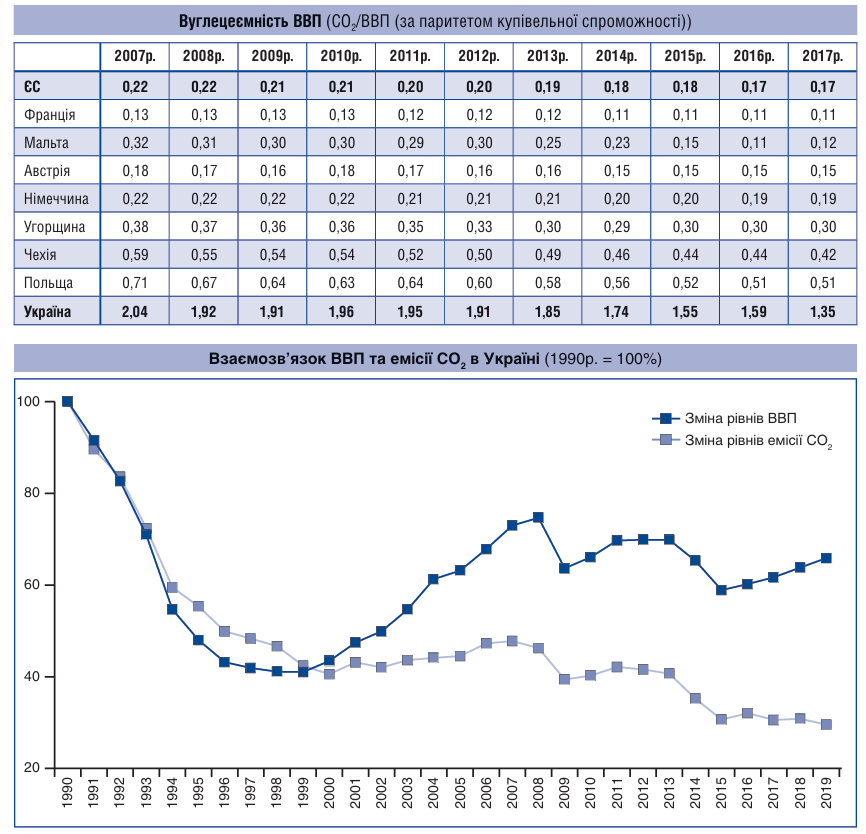 Вуглецеємність ВВП (CO2/ВВП (за паритетом купівельної спроможності))
2007р. 2008р. 2009р. 2010р. 2011р. 2012р. 2013р. 2014р. 2015р. 2016р. 2017р.
ЄС 0,22 0,22 0,21 0,21 0,20 0,20 0,19 0,18 0,18 0,17 0,17
Франція 0,13 0,13 0,13 0,13 0,12 0,12 0,12 0,11 0,11 0,11 0,11
Мальта 0,32 0,31 0,30 0,30 0,29 0,30 0,25 0,23 0,15 0,11 0,12
Австрія 0,18 0,17 0,16 0,18 0,17 0,16 0,16 0,15 0,15 0,15 0,15
Німеччина 0,22 0,22 0,22 0,22 0,21 0,21 0,21 0,20 0,20 0,19 0,19
Угорщина 0,38 0,37 0,36 0,36 0,35 0,33 0,30 0,29 0,30 0,30 0,30
Чехія 0,59 0,55 0,54 0,54 0,52 0,50 0,49 0,46 0,44 0,44 0,42
Польща 0,71 0,67 0,64 0,63 0,64 0,60 0,58 0,56 0,52 0,51 0,51
Україна 2,04 1,92 1,91 1,96 1,95 1,91 1,85 1,74 1,55 1,59 1,35
Взаємозв’язок ВВП та емісії CO2 в Україні (1990р. = 100%)
100
Зміна рівнів ВВП
Зміна рівнів емісії CO2
80
60
40
20
1990 1991 1992 1993 1994 1995 1996 1997 1998 1999 2000 2001 2002 2003 2004 2005 2006 2007 2008 2009 2010 2011 2012 2013 2014 2015 2016 2017 2018 2019